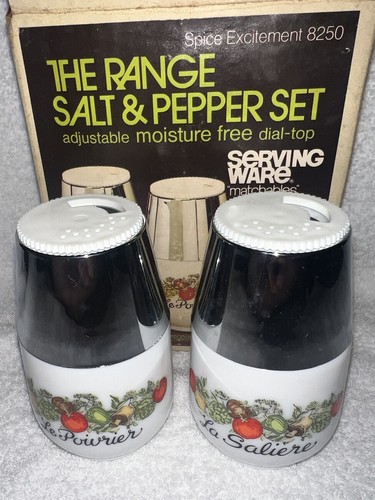 Spice Excitement 8250
THE RANGE
SALT & PEPPER SET
adjustable moisture free dial-top
SERVING
WARE
"matchables"
Le Poivrier
La Salière